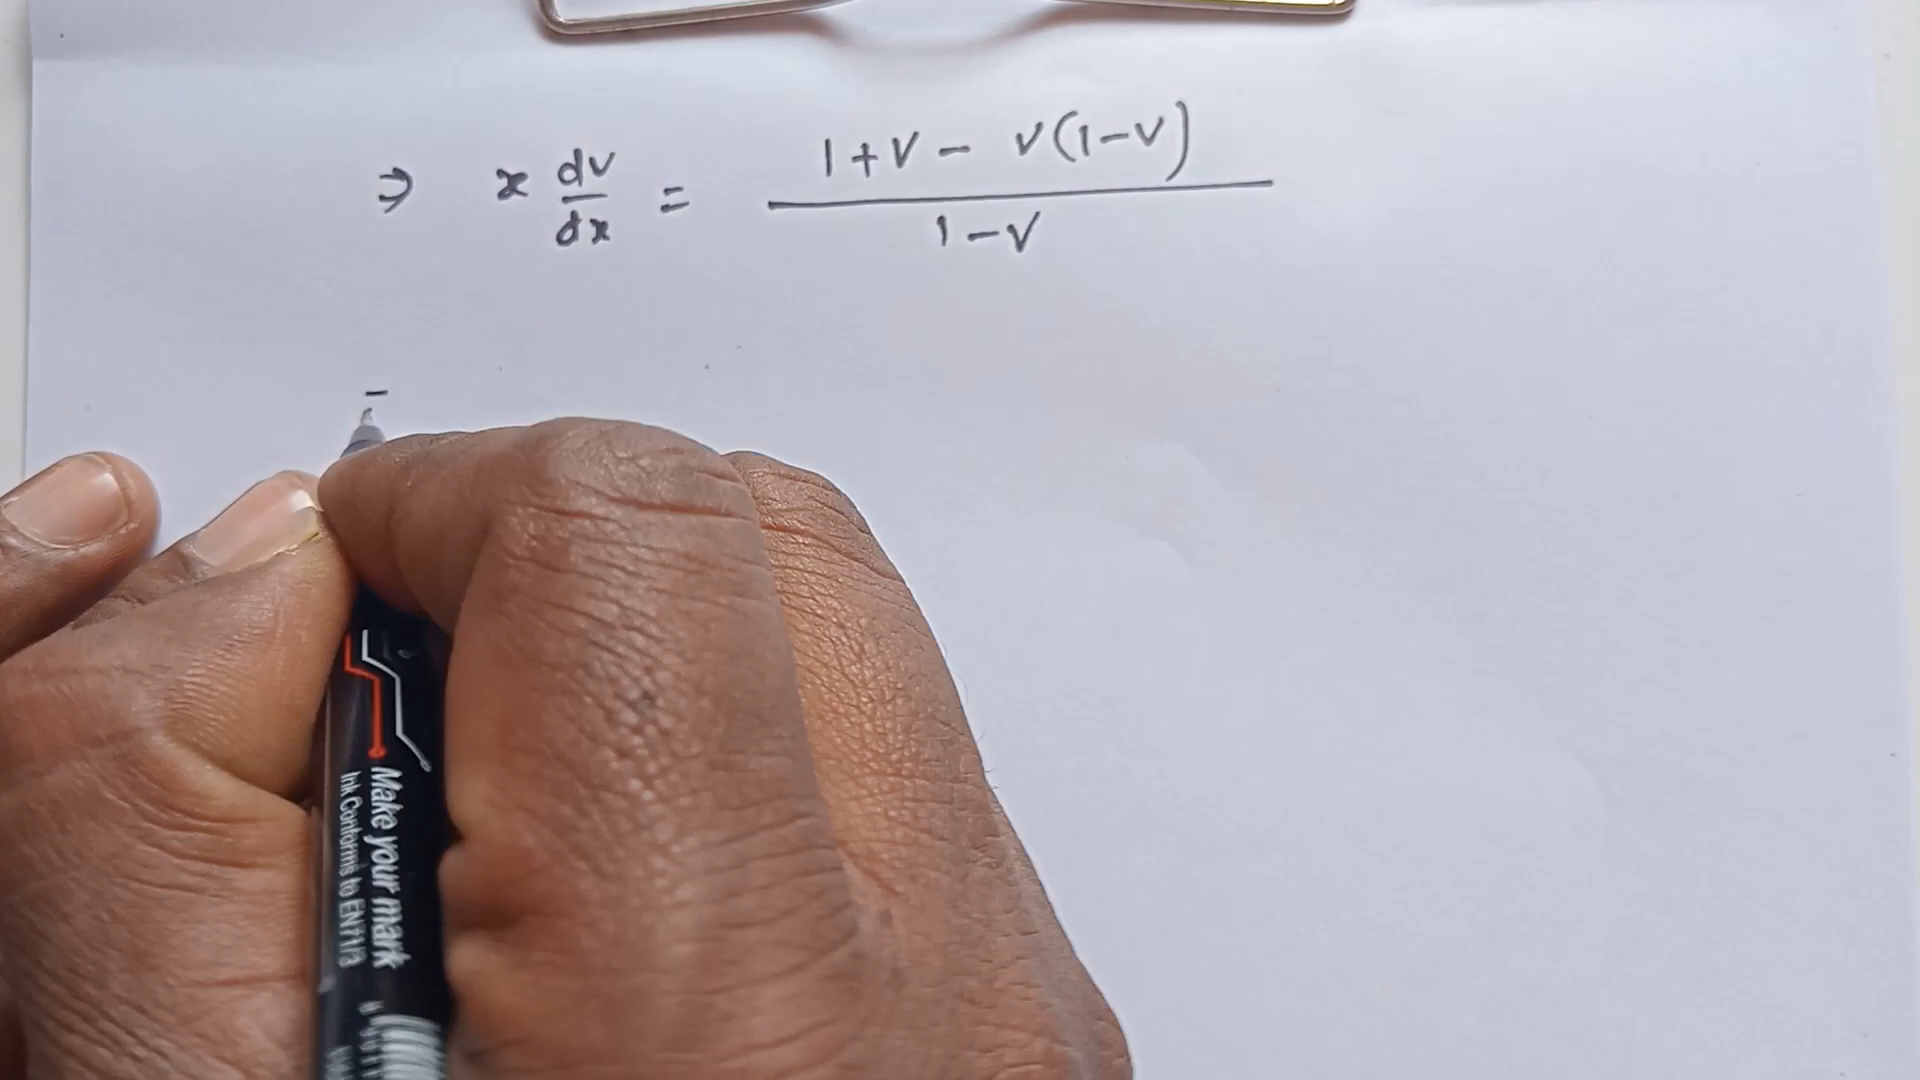 ⇒ x dv/dx = (1+v - v(1-v))/(1-v)
Make your mark
Ink Conforms to EN71/3